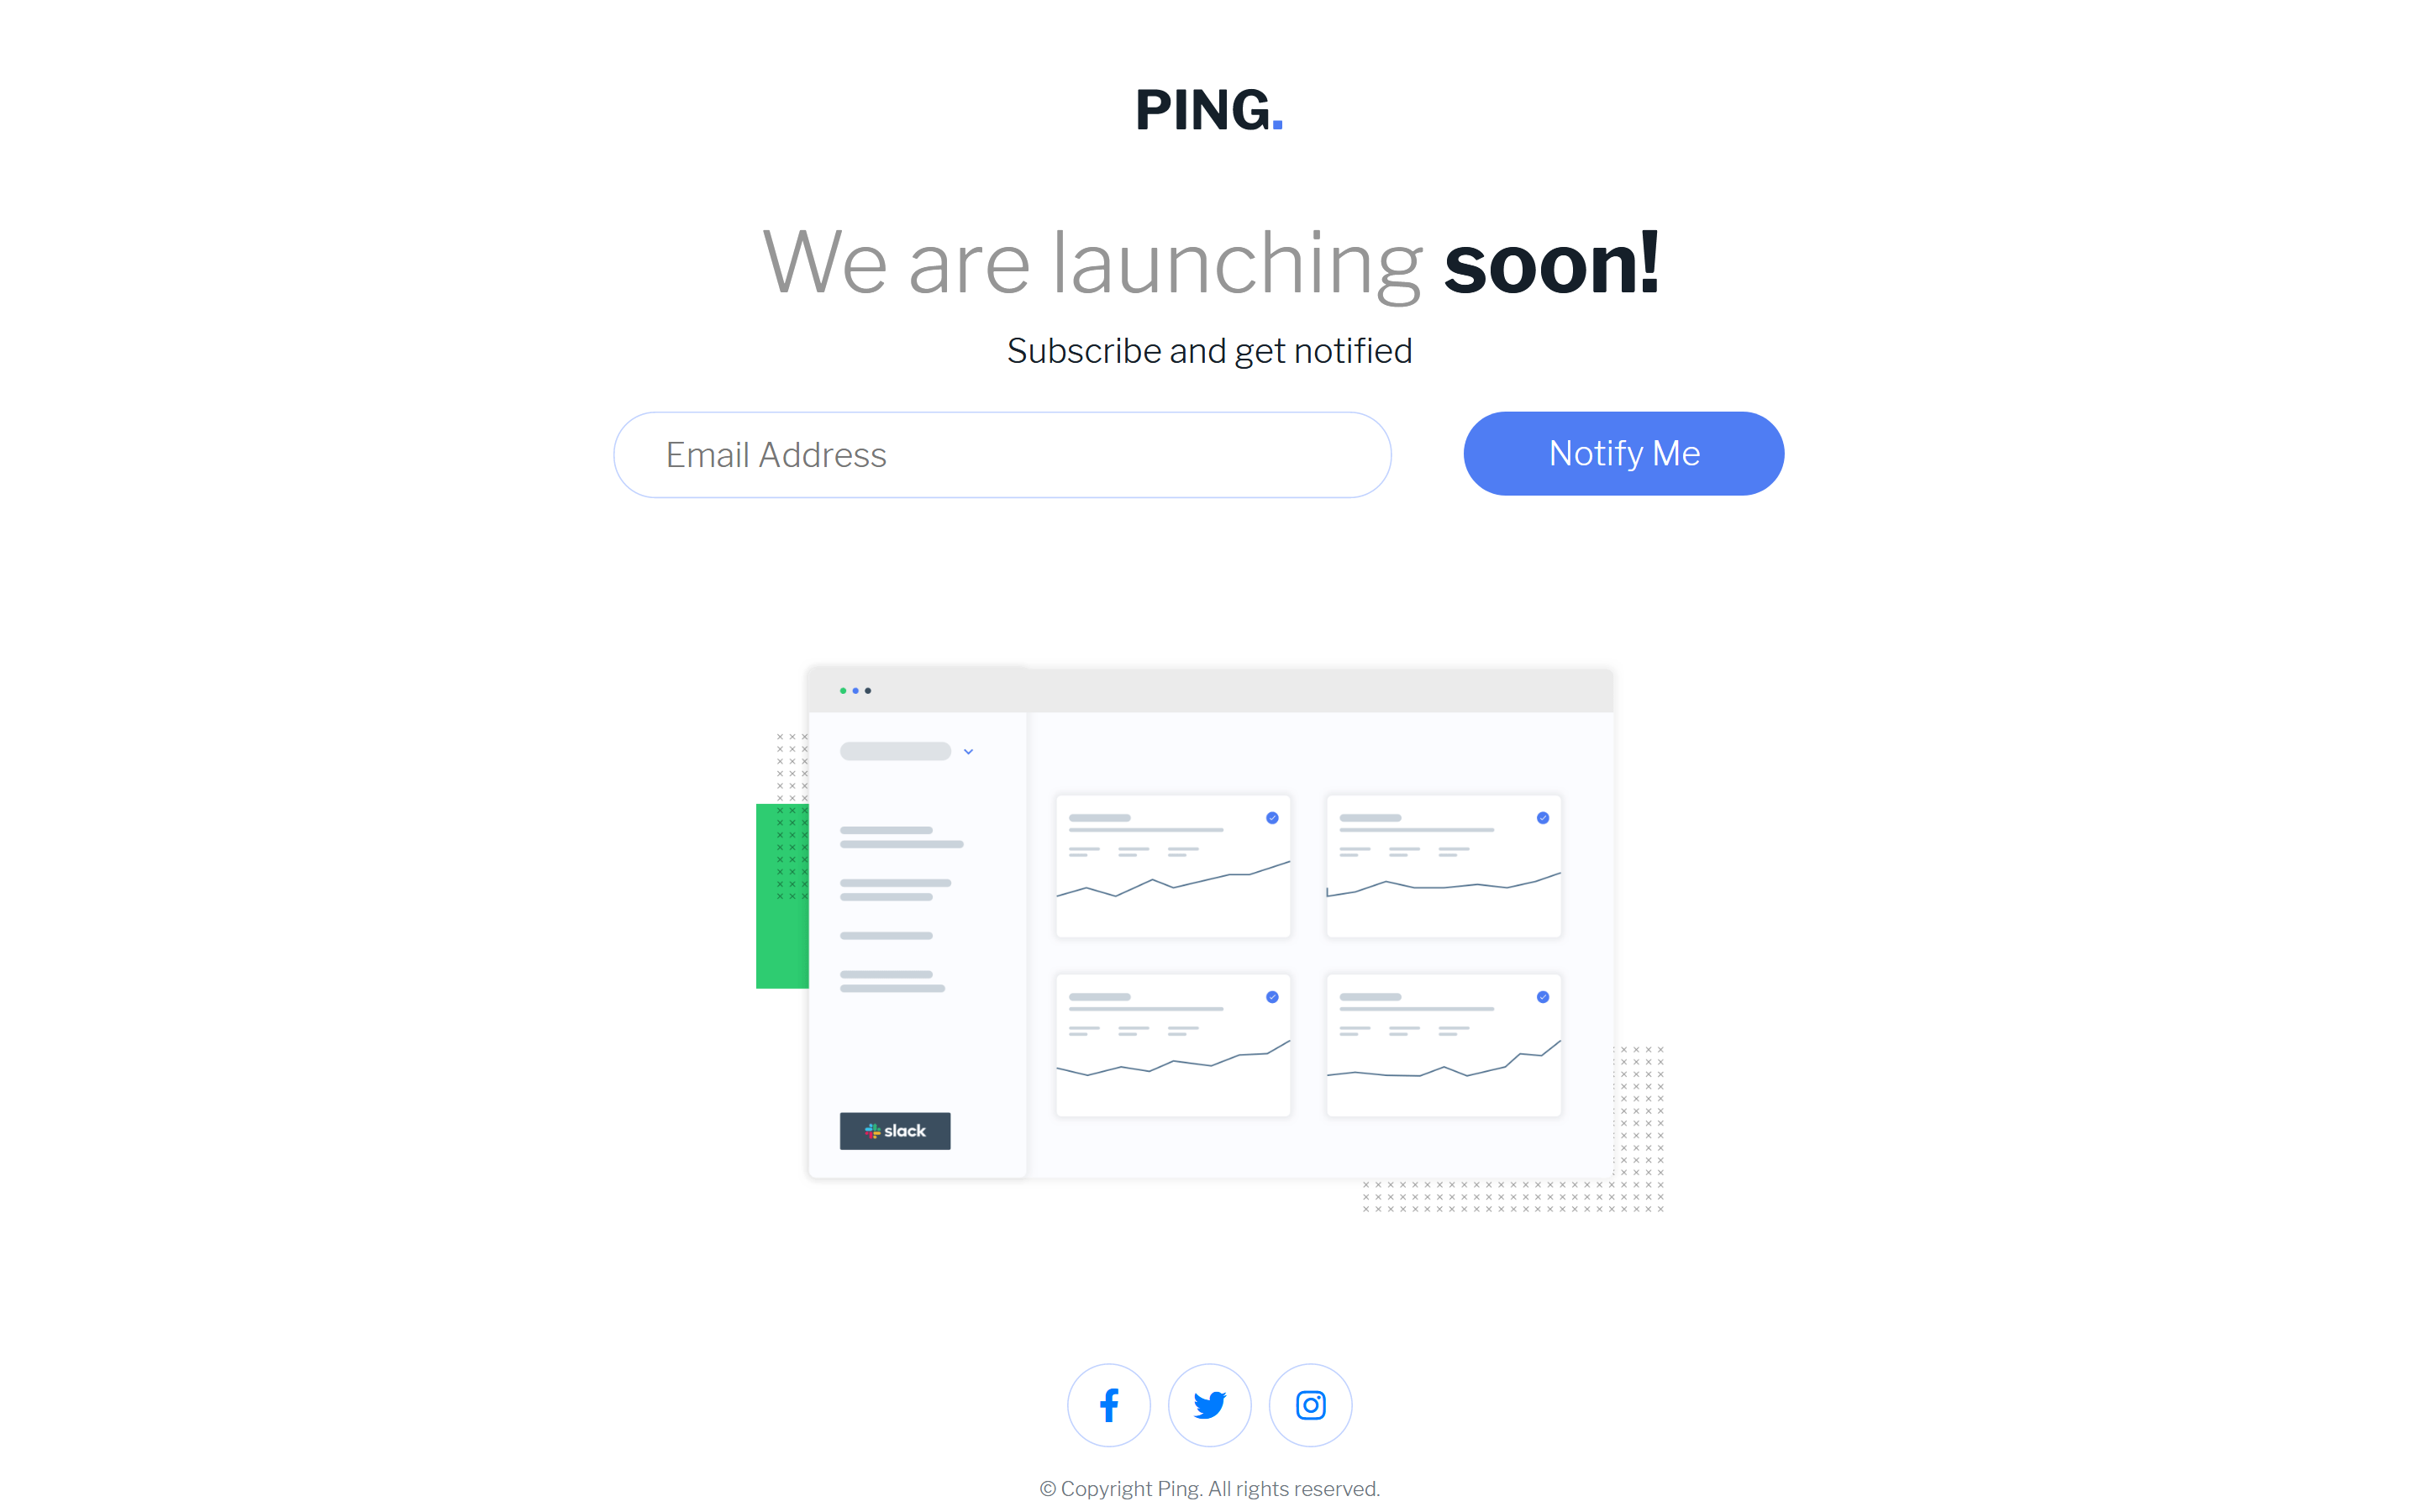 PING.
We are launching soon!
Subscribe and get notified
Email Address
Notify Me
slack
© Copyright Ping. All rights reserved.